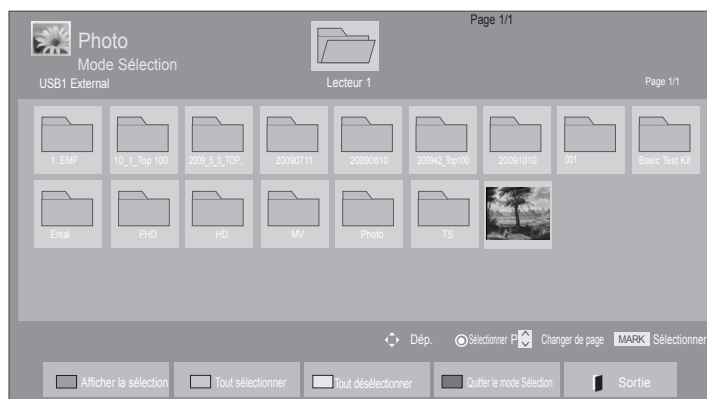 Page 1/1
Photo
Mode Sélection
USB1 External
Lecteur 1
Page 1/1
1. EMF
10_1_Top 100
2009_5_3_TOP...
20090711
20090810
200942_Top100
20091010
001
Basic Test Kit
Ental
FHD
HD
MV
Photo
TS
Dép.
Sélectionner
P
Changer de page
MARK
Sélectionner
Afficher la sélection
Tout sélectionner
Tout désélectionner
Quitter le mode Sélection
Sortie